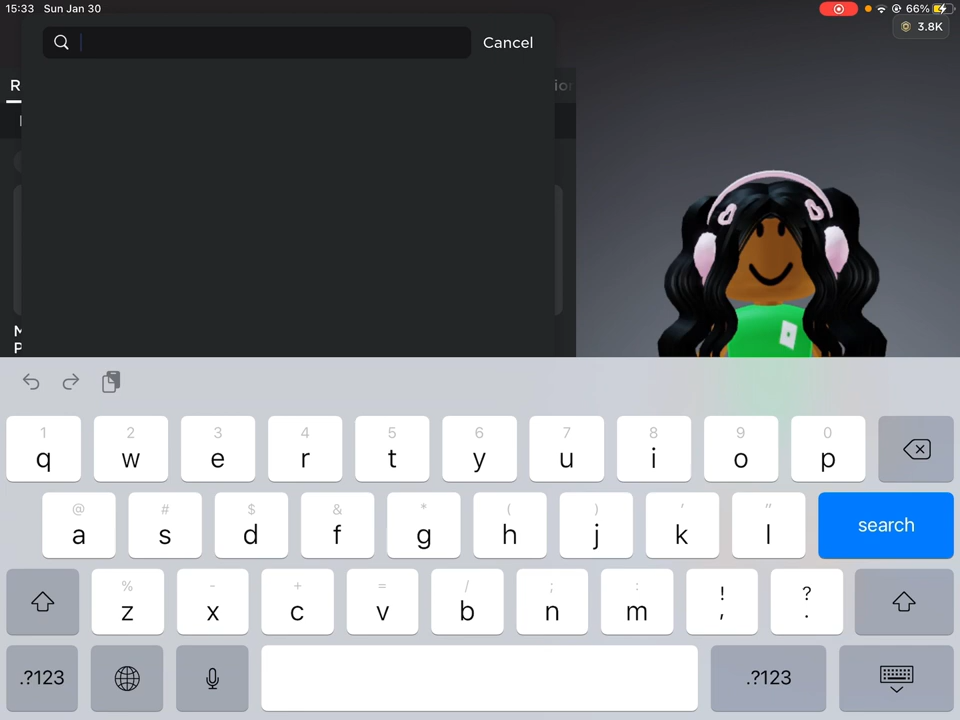 15:33 Sun Jan 30
66%
3.8K
Cancel
R
ion
M
P
1 2 3 4 5 6 7 8 9 0
q w e r t y u i o p
@ # $ & * ( ) ' "
a s d f g h j k l search
% - + = / ; : ! ?
z x c v b n m , .
.?123 .?123